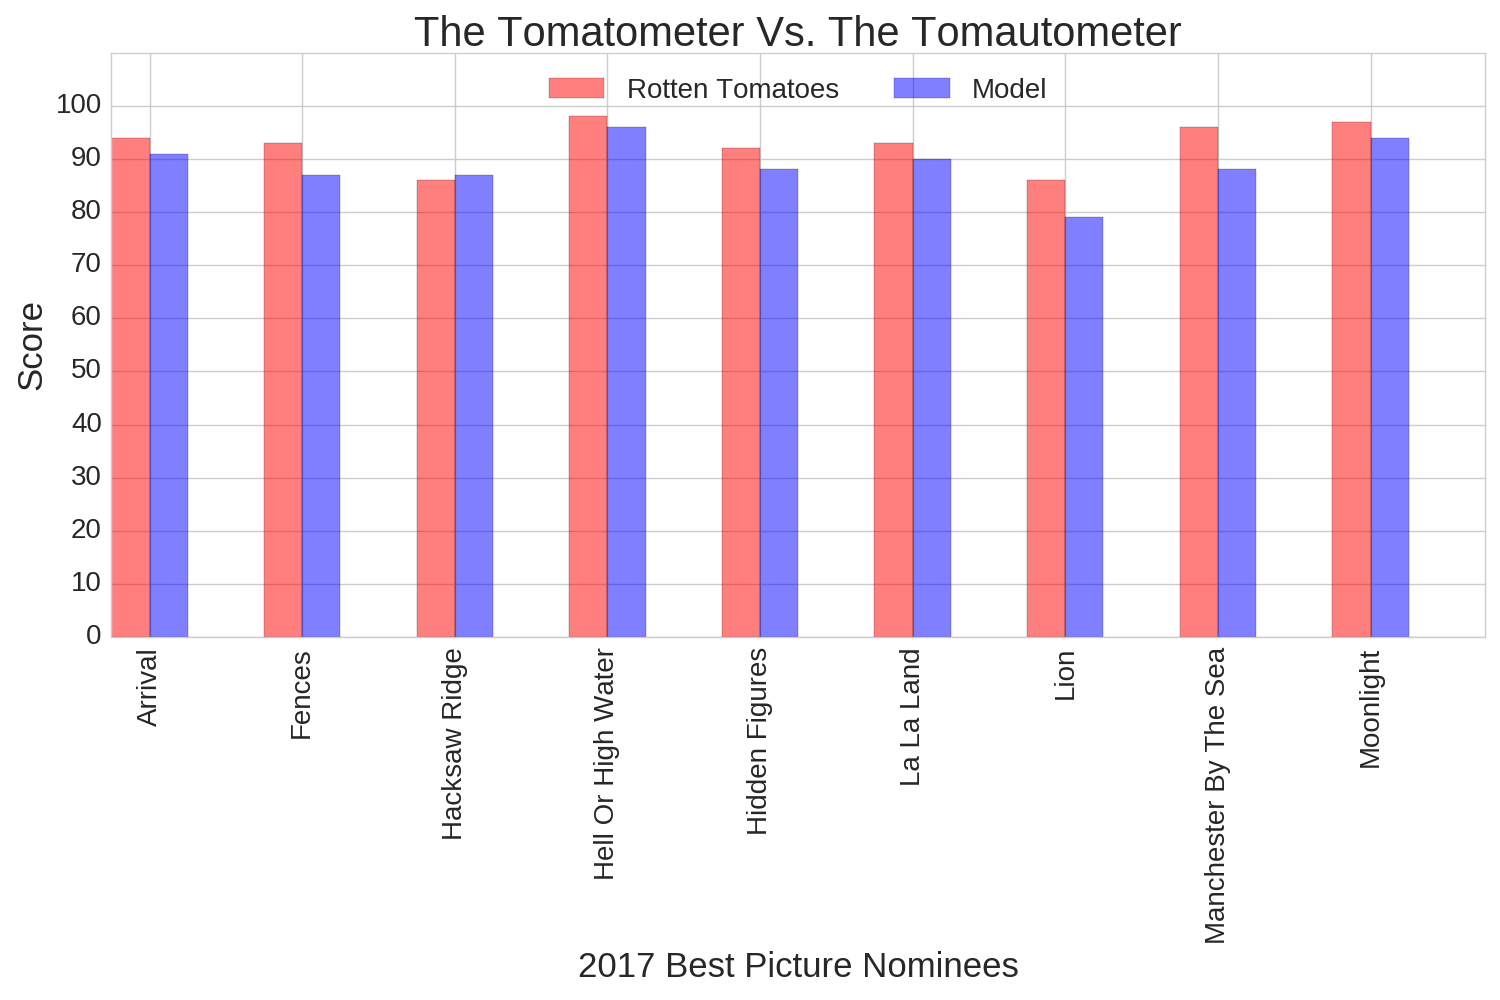 The Tomatometer Vs. The Tomautometer
Rotten Tomatoes
Model
Score
100
90
80
70
60
50
40
30
20
10
0
Arrival
Fences
Hacksaw Ridge
Hell Or High Water
Hidden Figures
La La Land
Lion
Manchester By The Sea
Moonlight
2017 Best Picture Nominees